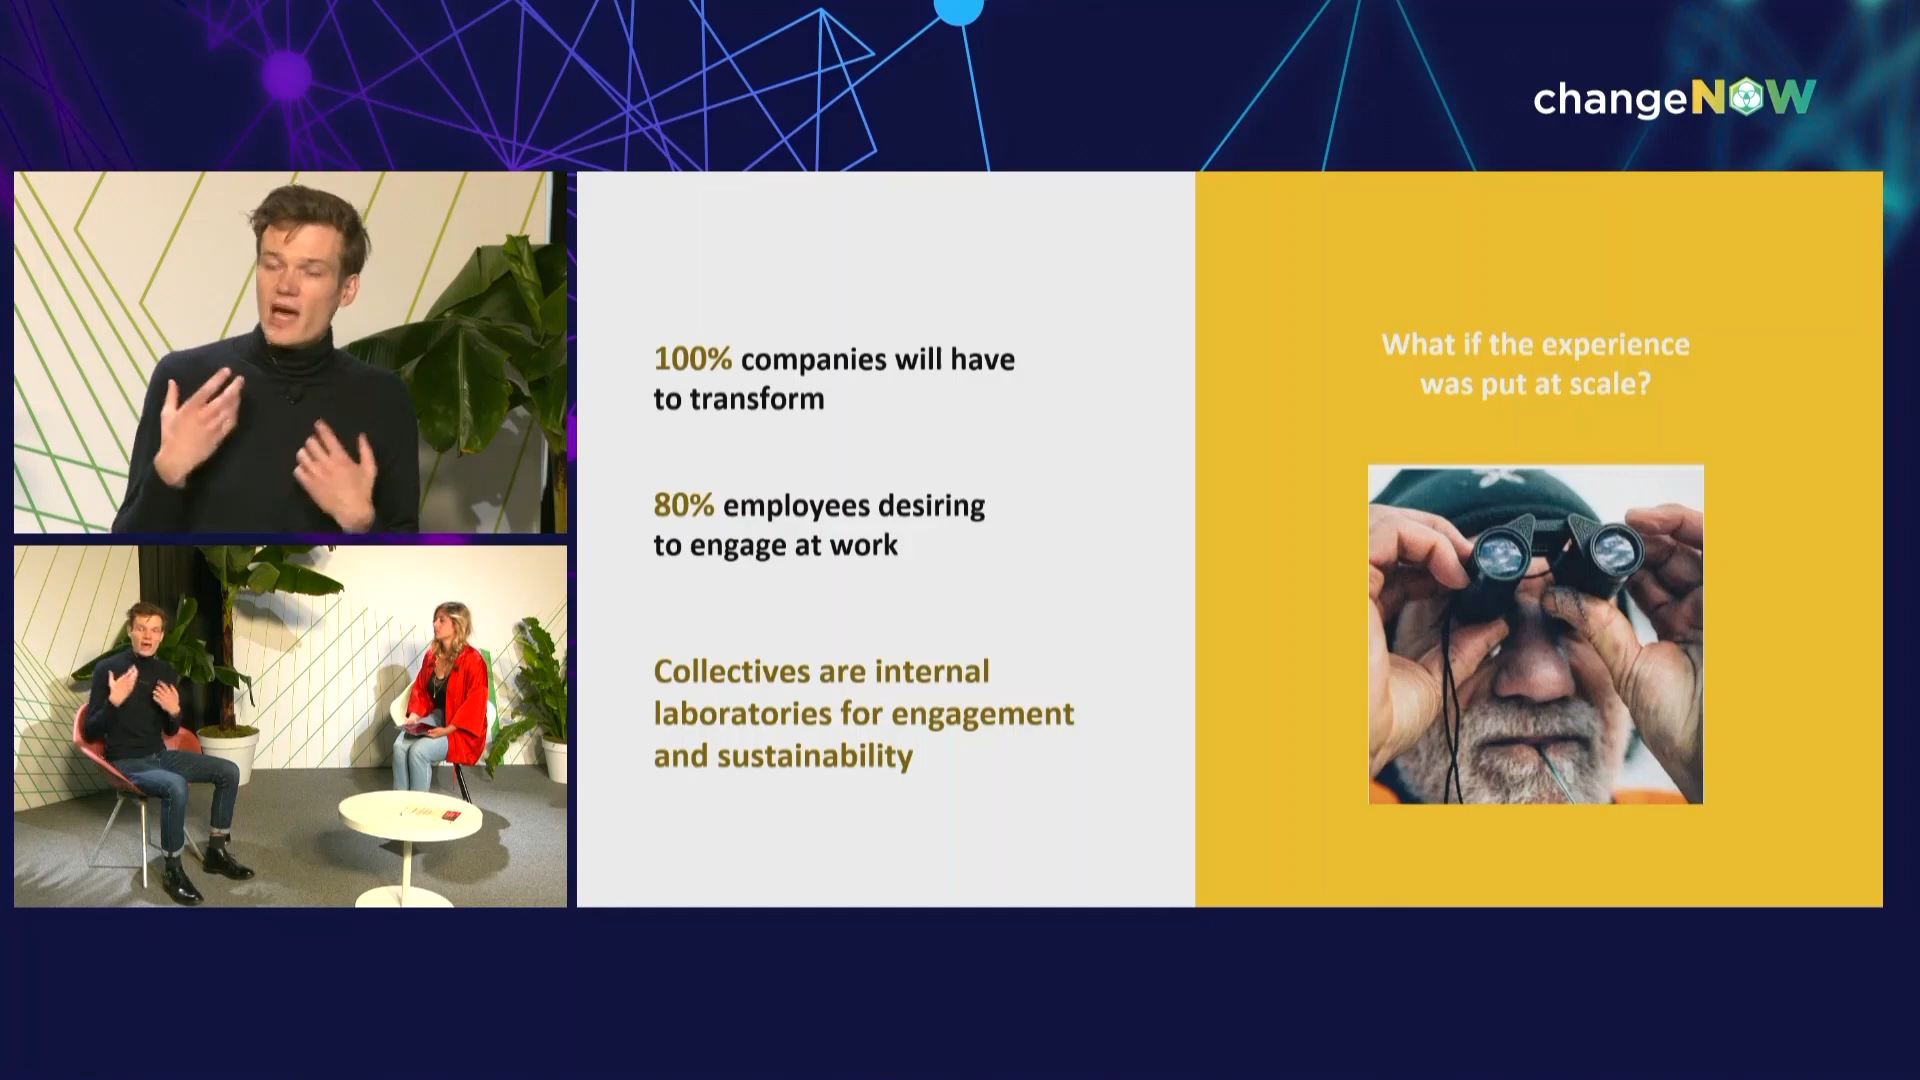 changeNOW
100% companies will have
to transform
80% employees desiring
to engage at work
Collectives are internal
laboratories for engagement
and sustainability
What if the experience
was put at scale?